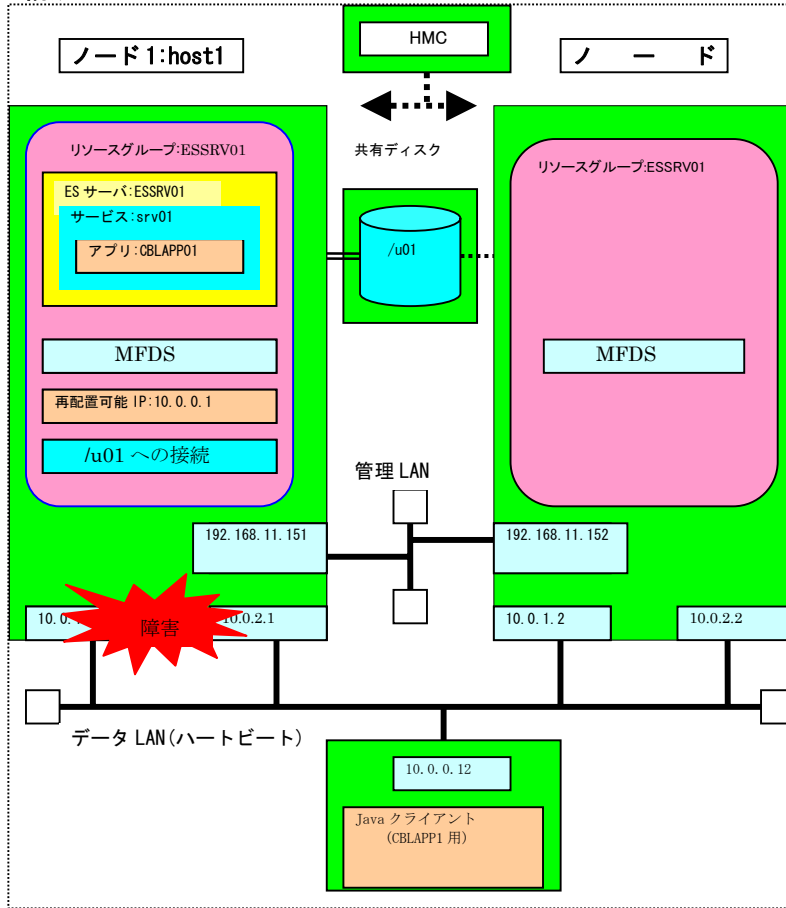 HMC
ノード1:host1
ノード
リソースグループ:ESSRV01
共有ディスク
リソースグループ:ESSRV01
ES サーバ:ESSRV01
サービス:srv01
アプリ:CBLAPP01
/u01
MFDS
MFDS
再配置可能 IP:10.0.0.1
/u01 への接続
管理 LAN
192.168.11.151
192.168.11.152
障害
10.0.2.1
10.0.1.2
10.0.2.2
データ LAN(ハートビート)
10.0.0.12
Java クライアント
(CBLAPP1 用)